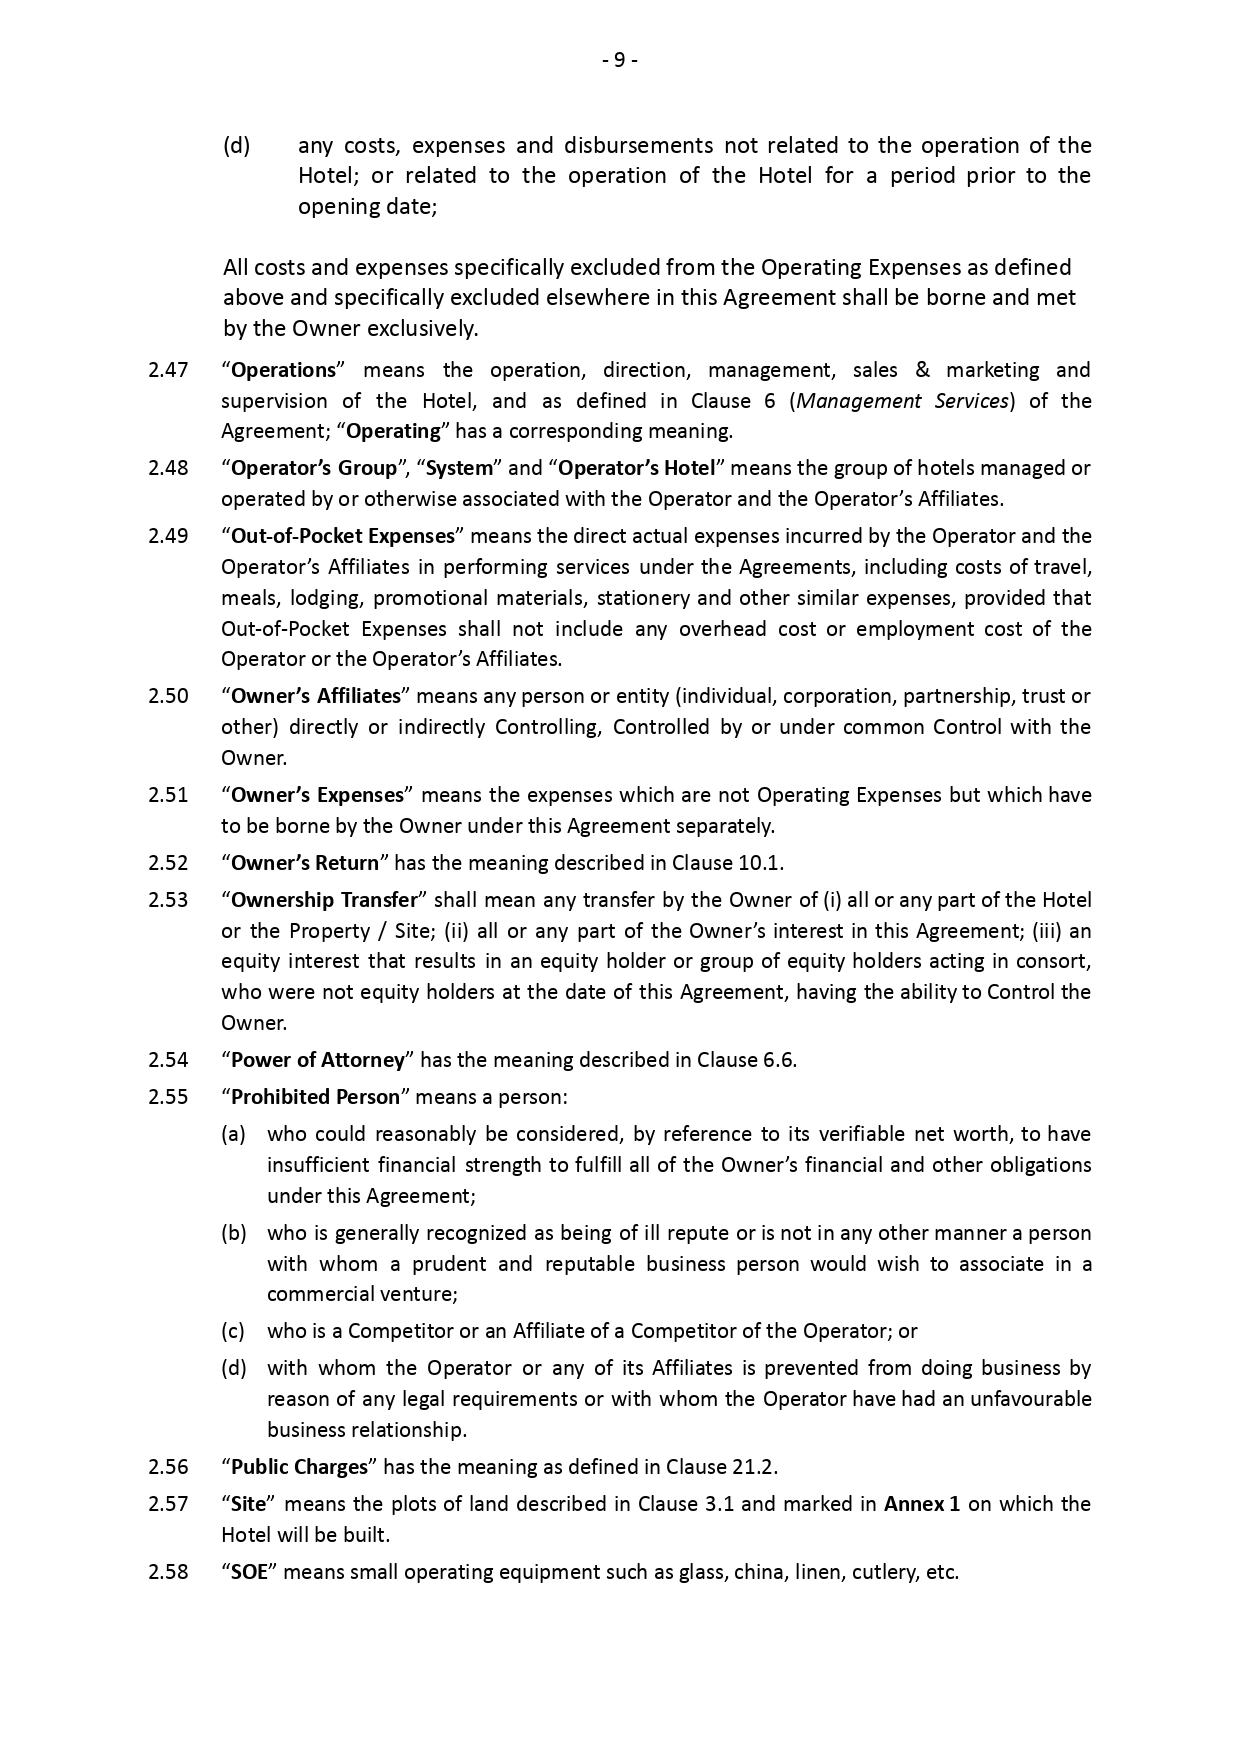 - 9 -
(d) any costs, expenses and disbursements not related to the operation of the
Hotel; or related to the operation of the Hotel for a period prior to the
opening date;
All costs and expenses specifically excluded from the Operating Expenses as defined
above and specifically excluded elsewhere in this Agreement shall be borne and met
by the Owner exclusively.
2.47 “Operations” means the operation, direction, management, sales & marketing and
supervision of the Hotel, and as defined in Clause 6 (Management Services) of the
Agreement; “Operating” has a corresponding meaning.
2.48 “Operator’s Group”, “System” and “Operator’s Hotel” means the group of hotels managed or
operated by or otherwise associated with the Operator and the Operator’s Affiliates.
2.49 “Out-of-Pocket Expenses” means the direct actual expenses incurred by the Operator and the
Operator’s Affiliates in performing services under the Agreements, including costs of travel,
meals, lodging, promotional materials, stationery and other similar expenses, provided that
Out-of-Pocket Expenses shall not include any overhead cost or employment cost of the
Operator or the Operator’s Affiliates.
2.50 “Owner’s Affiliates” means any person or entity (individual, corporation, partnership, trust or
other) directly or indirectly Controlling, Controlled by or under common Control with the
Owner.
2.51 “Owner’s Expenses” means the expenses which are not Operating Expenses but which have
to be borne by the Owner under this Agreement separately.
2.52 “Owner’s Return” has the meaning described in Clause 10.1.
2.53 “Ownership Transfer” shall mean any transfer by the Owner of (i) all or any part of the Hotel
or the Property / Site; (ii) all or any part of the Owner’s interest in this Agreement; (iii) an
equity interest that results in an equity holder or group of equity holders acting in consort,
who were not equity holders at the date of this Agreement, having the ability to Control the
Owner.
2.54 “Power of Attorney” has the meaning described in Clause 6.6.
2.55 “Prohibited Person” means a person:
(a) who could reasonably be considered, by reference to its verifiable net worth, to have
insufficient financial strength to fulfill all of the Owner’s financial and other obligations
under this Agreement;
(b) who is generally recognized as being of ill repute or is not in any other manner a person
with whom a prudent and reputable business person would wish to associate in a
commercial venture;
(c) who is a Competitor or an Affiliate of a Competitor of the Operator; or
(d) with whom the Operator or any of its Affiliates is prevented from doing business by
reason of any legal requirements or with whom the Operator have had an unfavourable
business relationship.
2.56 “Public Charges” has the meaning as defined in Clause 21.2.
2.57 “Site” means the plots of land described in Clause 3.1 and marked in Annex 1 on which the
Hotel will be built.
2.58 “SOE” means small operating equipment such as glass, china, linen, cutlery, etc.